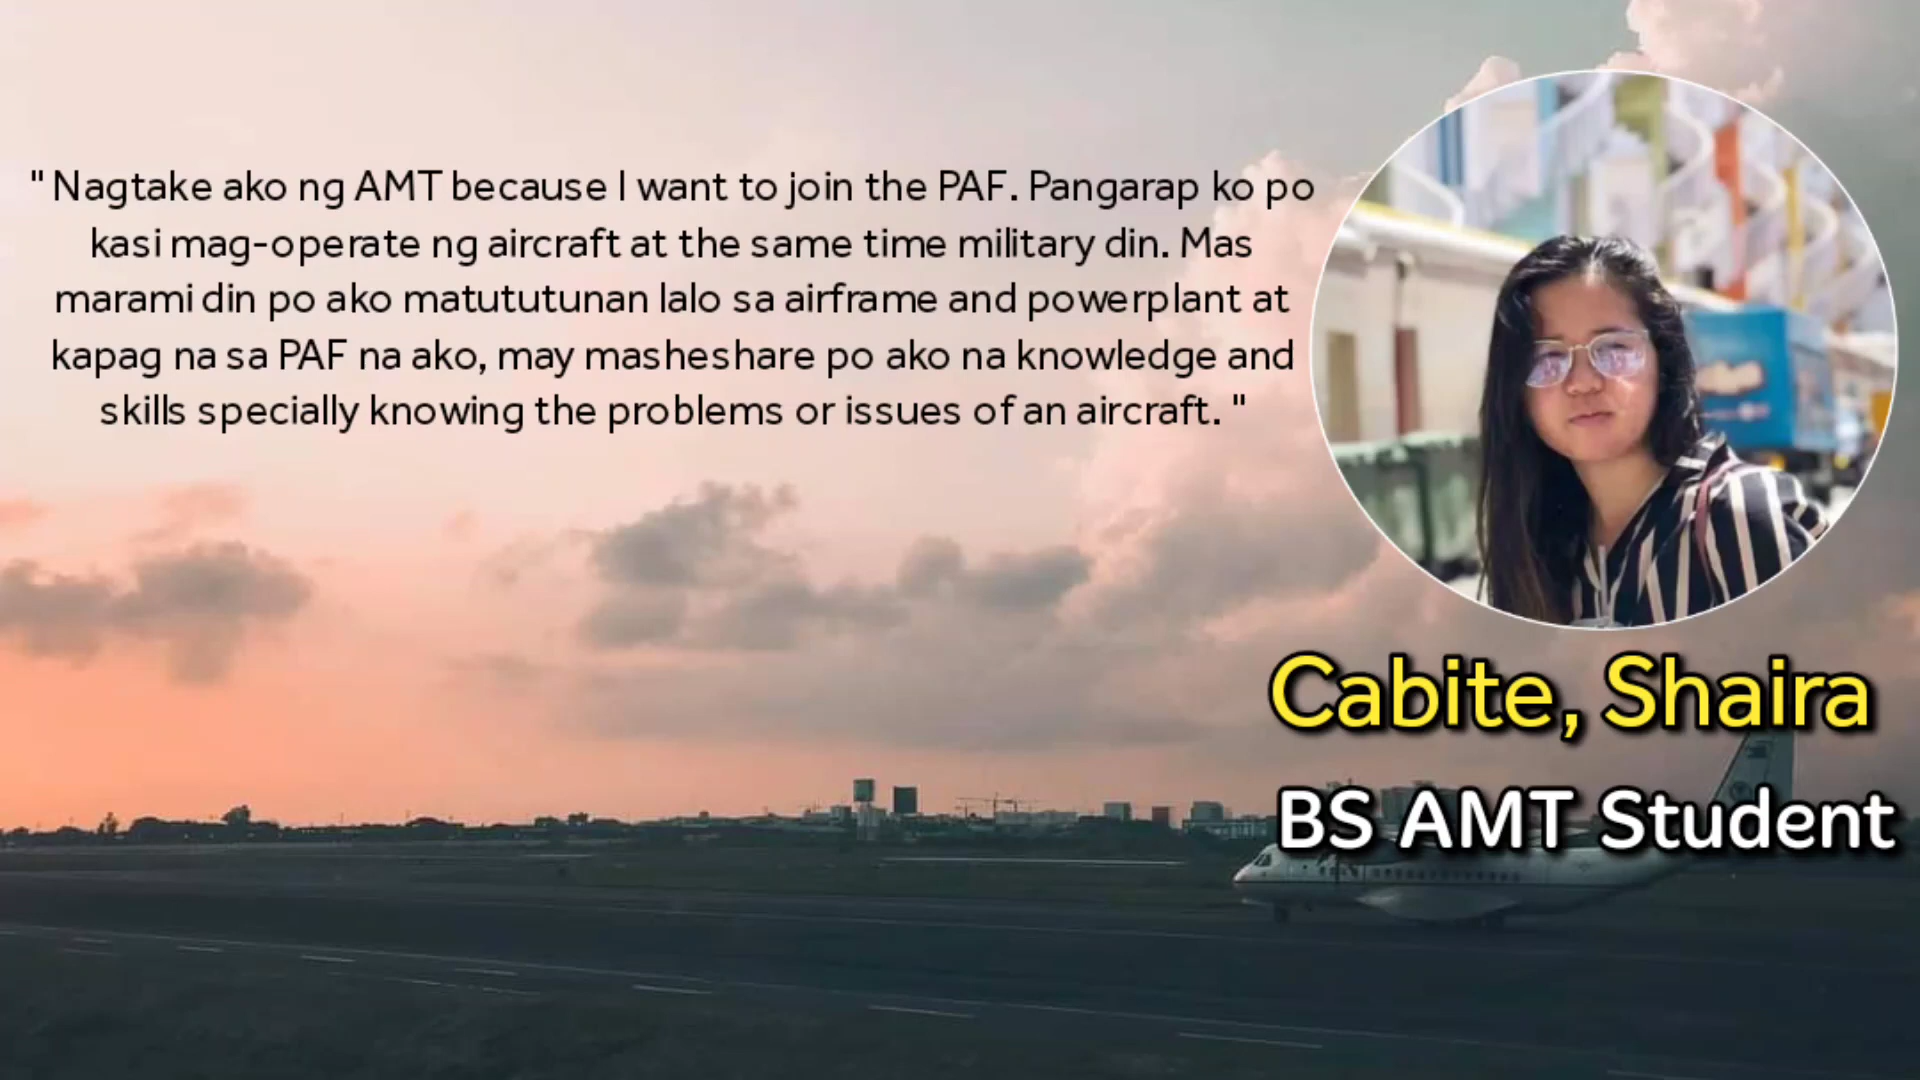 " Nagtake ako ng AMT because I want to join the PAF. Pangarap ko po
kasi mag-operate ng aircraft at the same time military din. Mas
marami din po ako matututunan lalo sa airframe and powerplant at
kapag na sa PAF na ako, may masheshare po ako na knowledge and
skills specially knowing the problems or issues of an aircraft. "
Cabite, Shaira
BS AMT Student